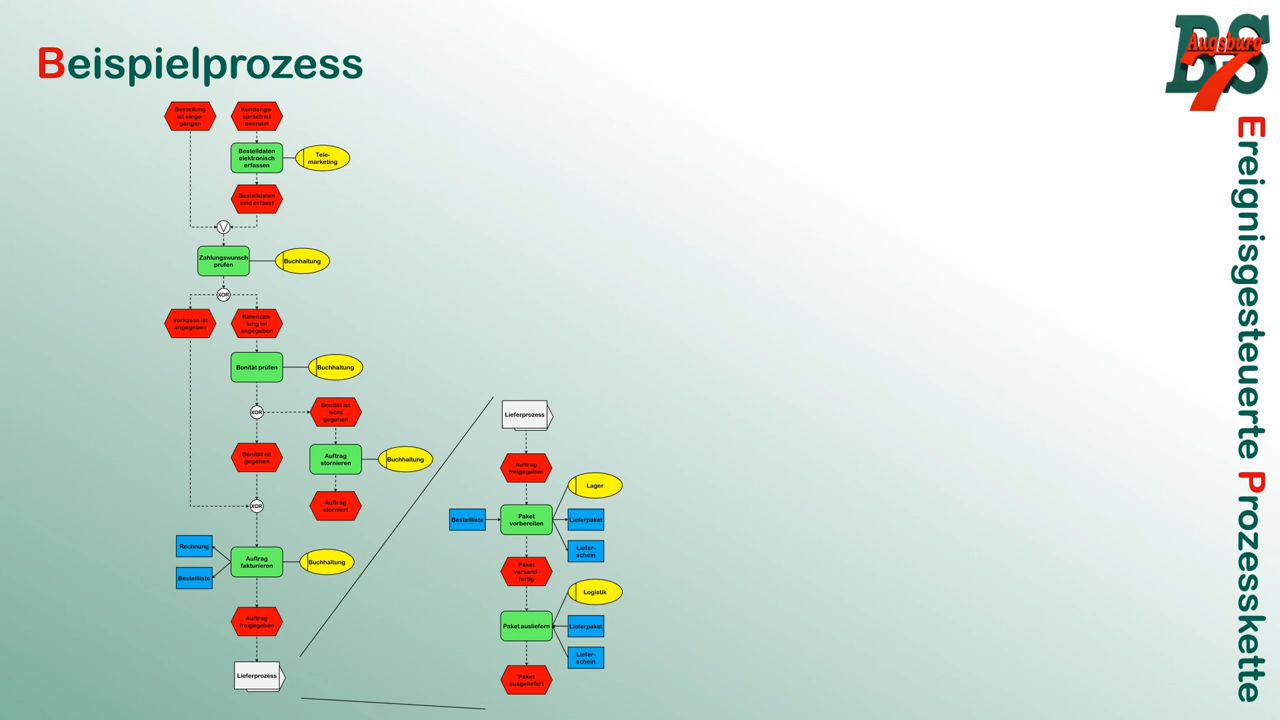 Beispielprozess
BS
Augsburg
7
Ereignisgesteuerte Prozesskette
Bestellung
ist einge-
gangen
Kundenge-
spräch ist
beendet
Bestelldaten
elektronisch
erfassen
Tele-
marketing
Bestelldaten
sind erfasst
V
Zahlungswunsch
prüfen
Buchhaltung
XOR
Vorkasse ist
angegeben
Ratenzah-
lung ist
angegeben
Bonität prüfen
Buchhaltung
XOR
Bonität ist
nicht
gegeben
Bonität ist
gegeben
Auftrag
stornieren
Buchhaltung
Auftrag
storniert
XOR
Rechnung
Bestellliste
Auftrag
fakturieren
Buchhaltung
Auftrag
freigegeben
Lieferprozess
Lieferprozess
Auftrag
freigegeben
Lager
Bestellliste
Paket
vorbereiten
Lieferpaket
Liefer-
schein
Paket
versand
fertig
Logistik
Paket ausliefern
Lieferpaket
Liefer-
schein
Paket
ausgeliefert